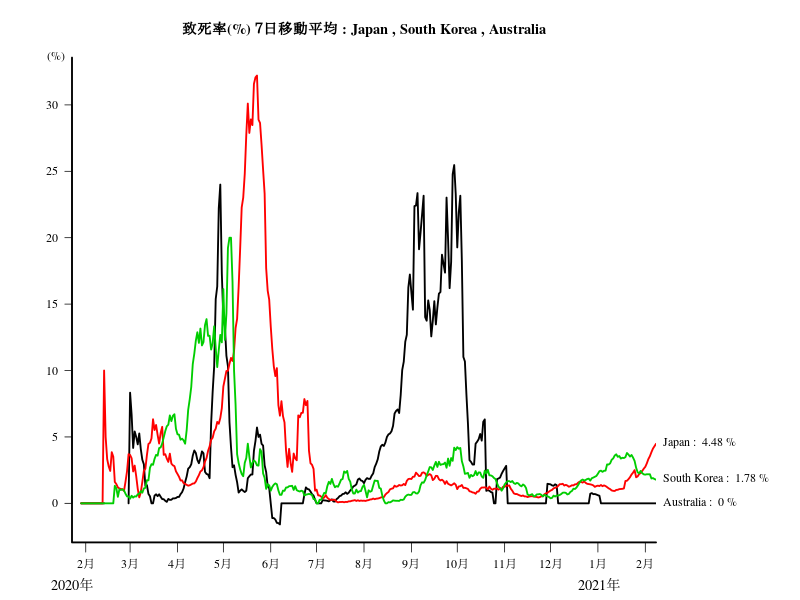 致死率(%) 7日移動平均 : Japan , South Korea , Australia
(%)
30
25
20
15
10
5
0
Japan : 4.48 %
South Korea : 1.78 %
Australia : 0 %
2月 3月 4月 5月 6月 7月 8月 9月 10月 11月 12月 1月 2月
2020年 2021年